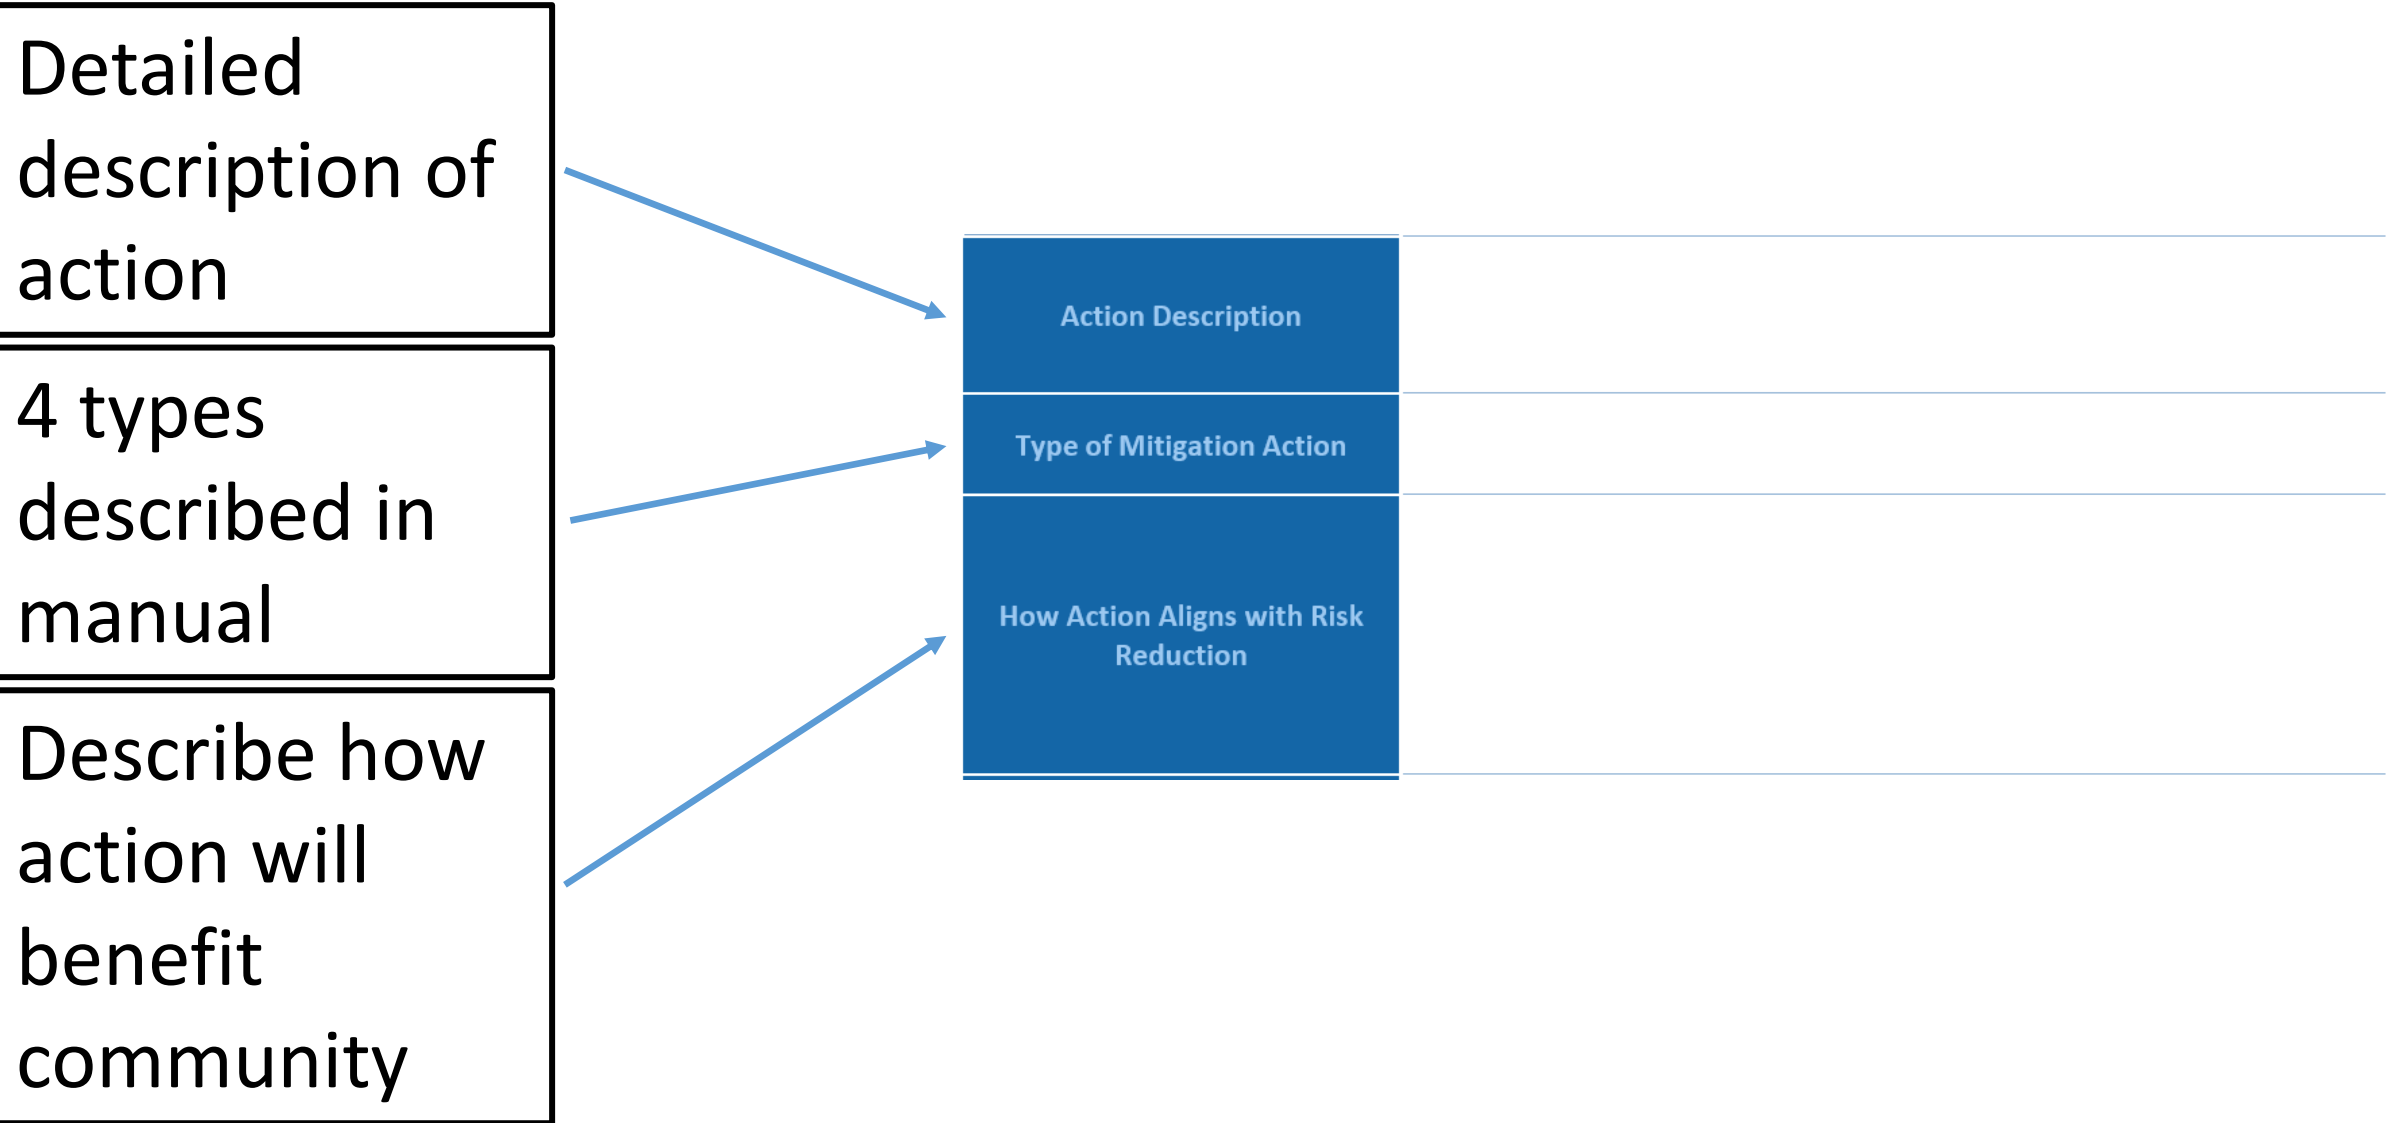 Detailed
description of
action
4 types
described in
manual
Describe how
action will
benefit
community
Action Description
Type of Mitigation Action
How Action Aligns with Risk
Reduction